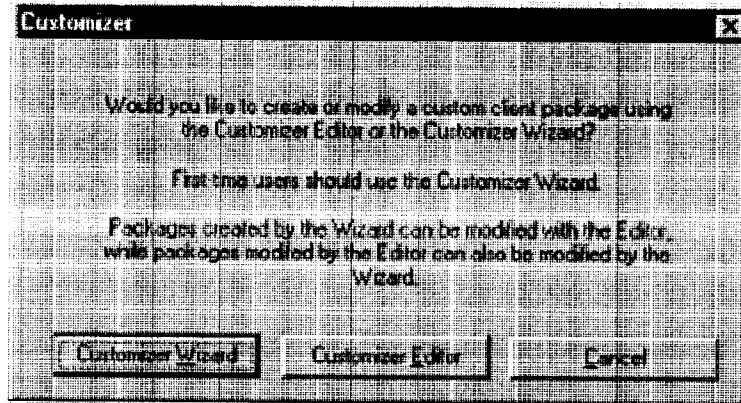 Customizer
Would you like to create or modify a custom client package using
the Customizer Editor or the Customizer Wizard?
First time users should use the Customizer Wizard.
Packages created by the Wizard can be modified with the Editor,
while packages modified by the Editor can also be modified by the
Wizard.
Customizer Wizard
Customizer Editor
Cancel